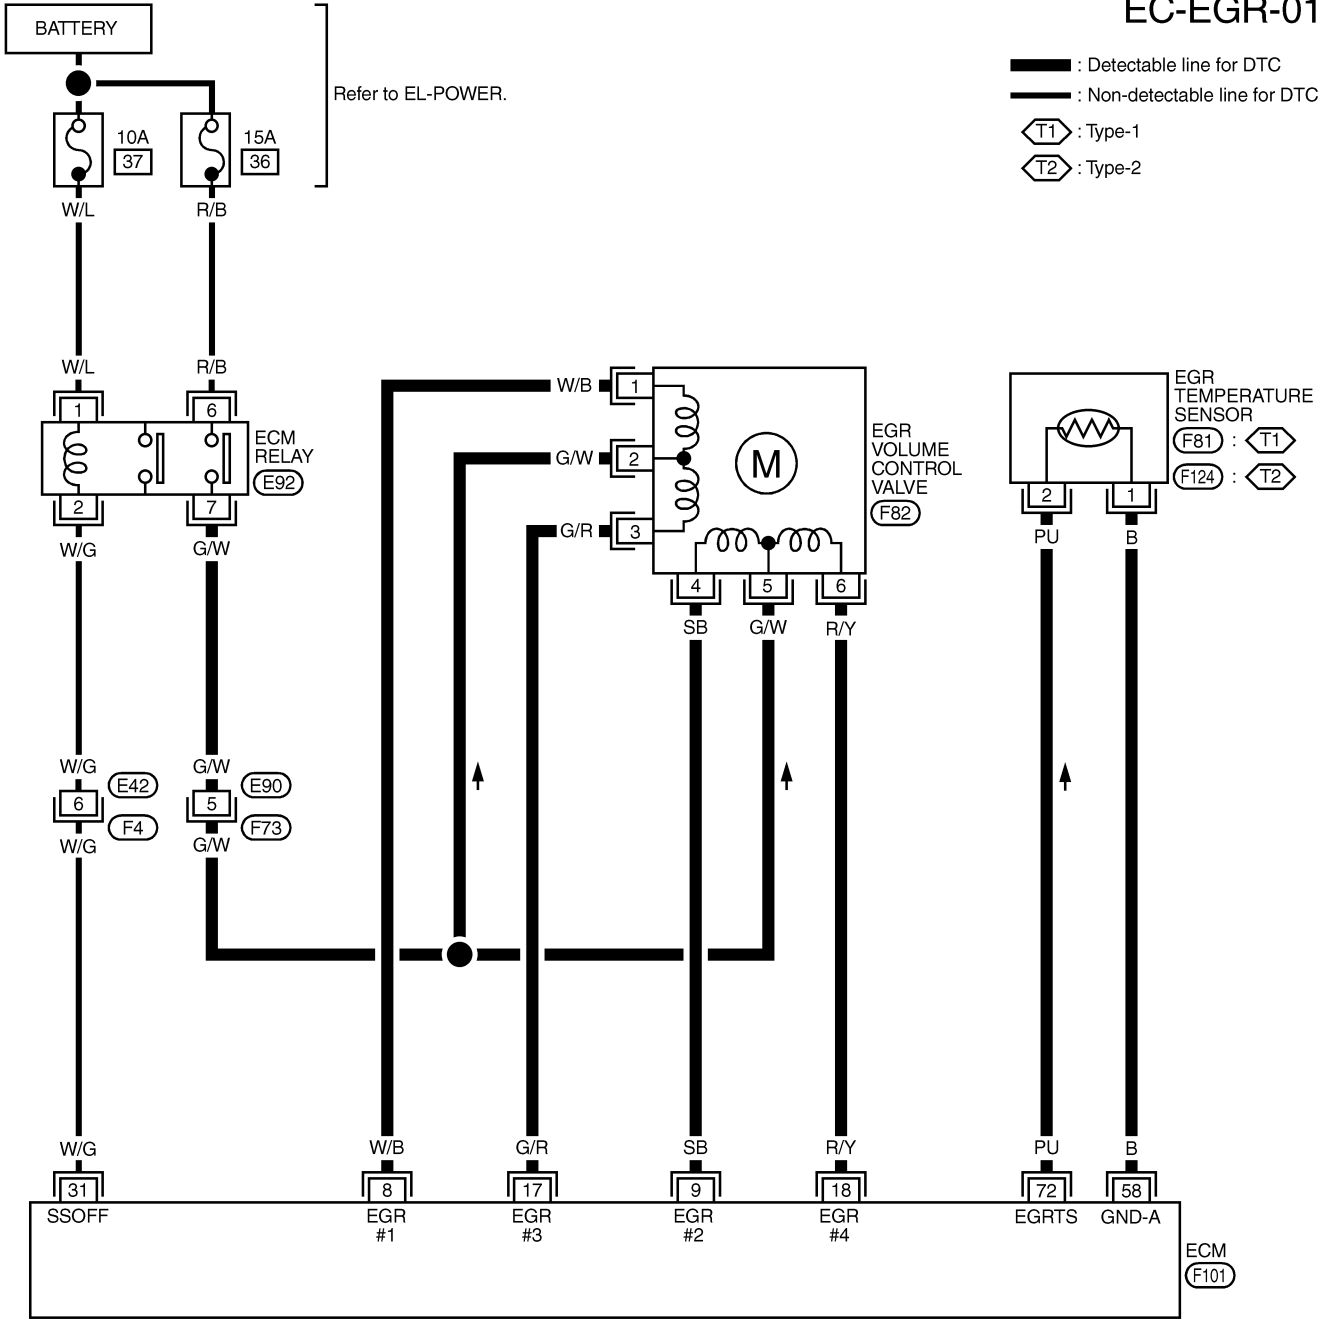 EC-EGR-01
BATTERY
: Detectable line for DTC
Refer to EL-POWER.
: Non-detectable line for DTC
10A
37
15A
36
T1 : Type-1
T2 : Type-2
W/L
R/B
W/L
R/B
1
6
ECM
RELAY
E92
2
7
W/G
G/W
W/B
1
G/W
2
G/R
3
M
EGR
VOLUME
CONTROL
VALVE
F82
4
5
6
SB
G/W
R/Y
EGR
TEMPERATURE
SENSOR
F81 : T1
F124 : T2
2
1
PU
B
W/G
G/W
6
E42
F4
5
E90
F73
W/G
G/W
W/G
W/B
G/R
SB
R/Y
PU
B
31
8
17
9
18
72
58
SSOFF
EGR
#1
EGR
#3
EGR
#2
EGR
#4
EGRTS
GND-A
ECM
F101